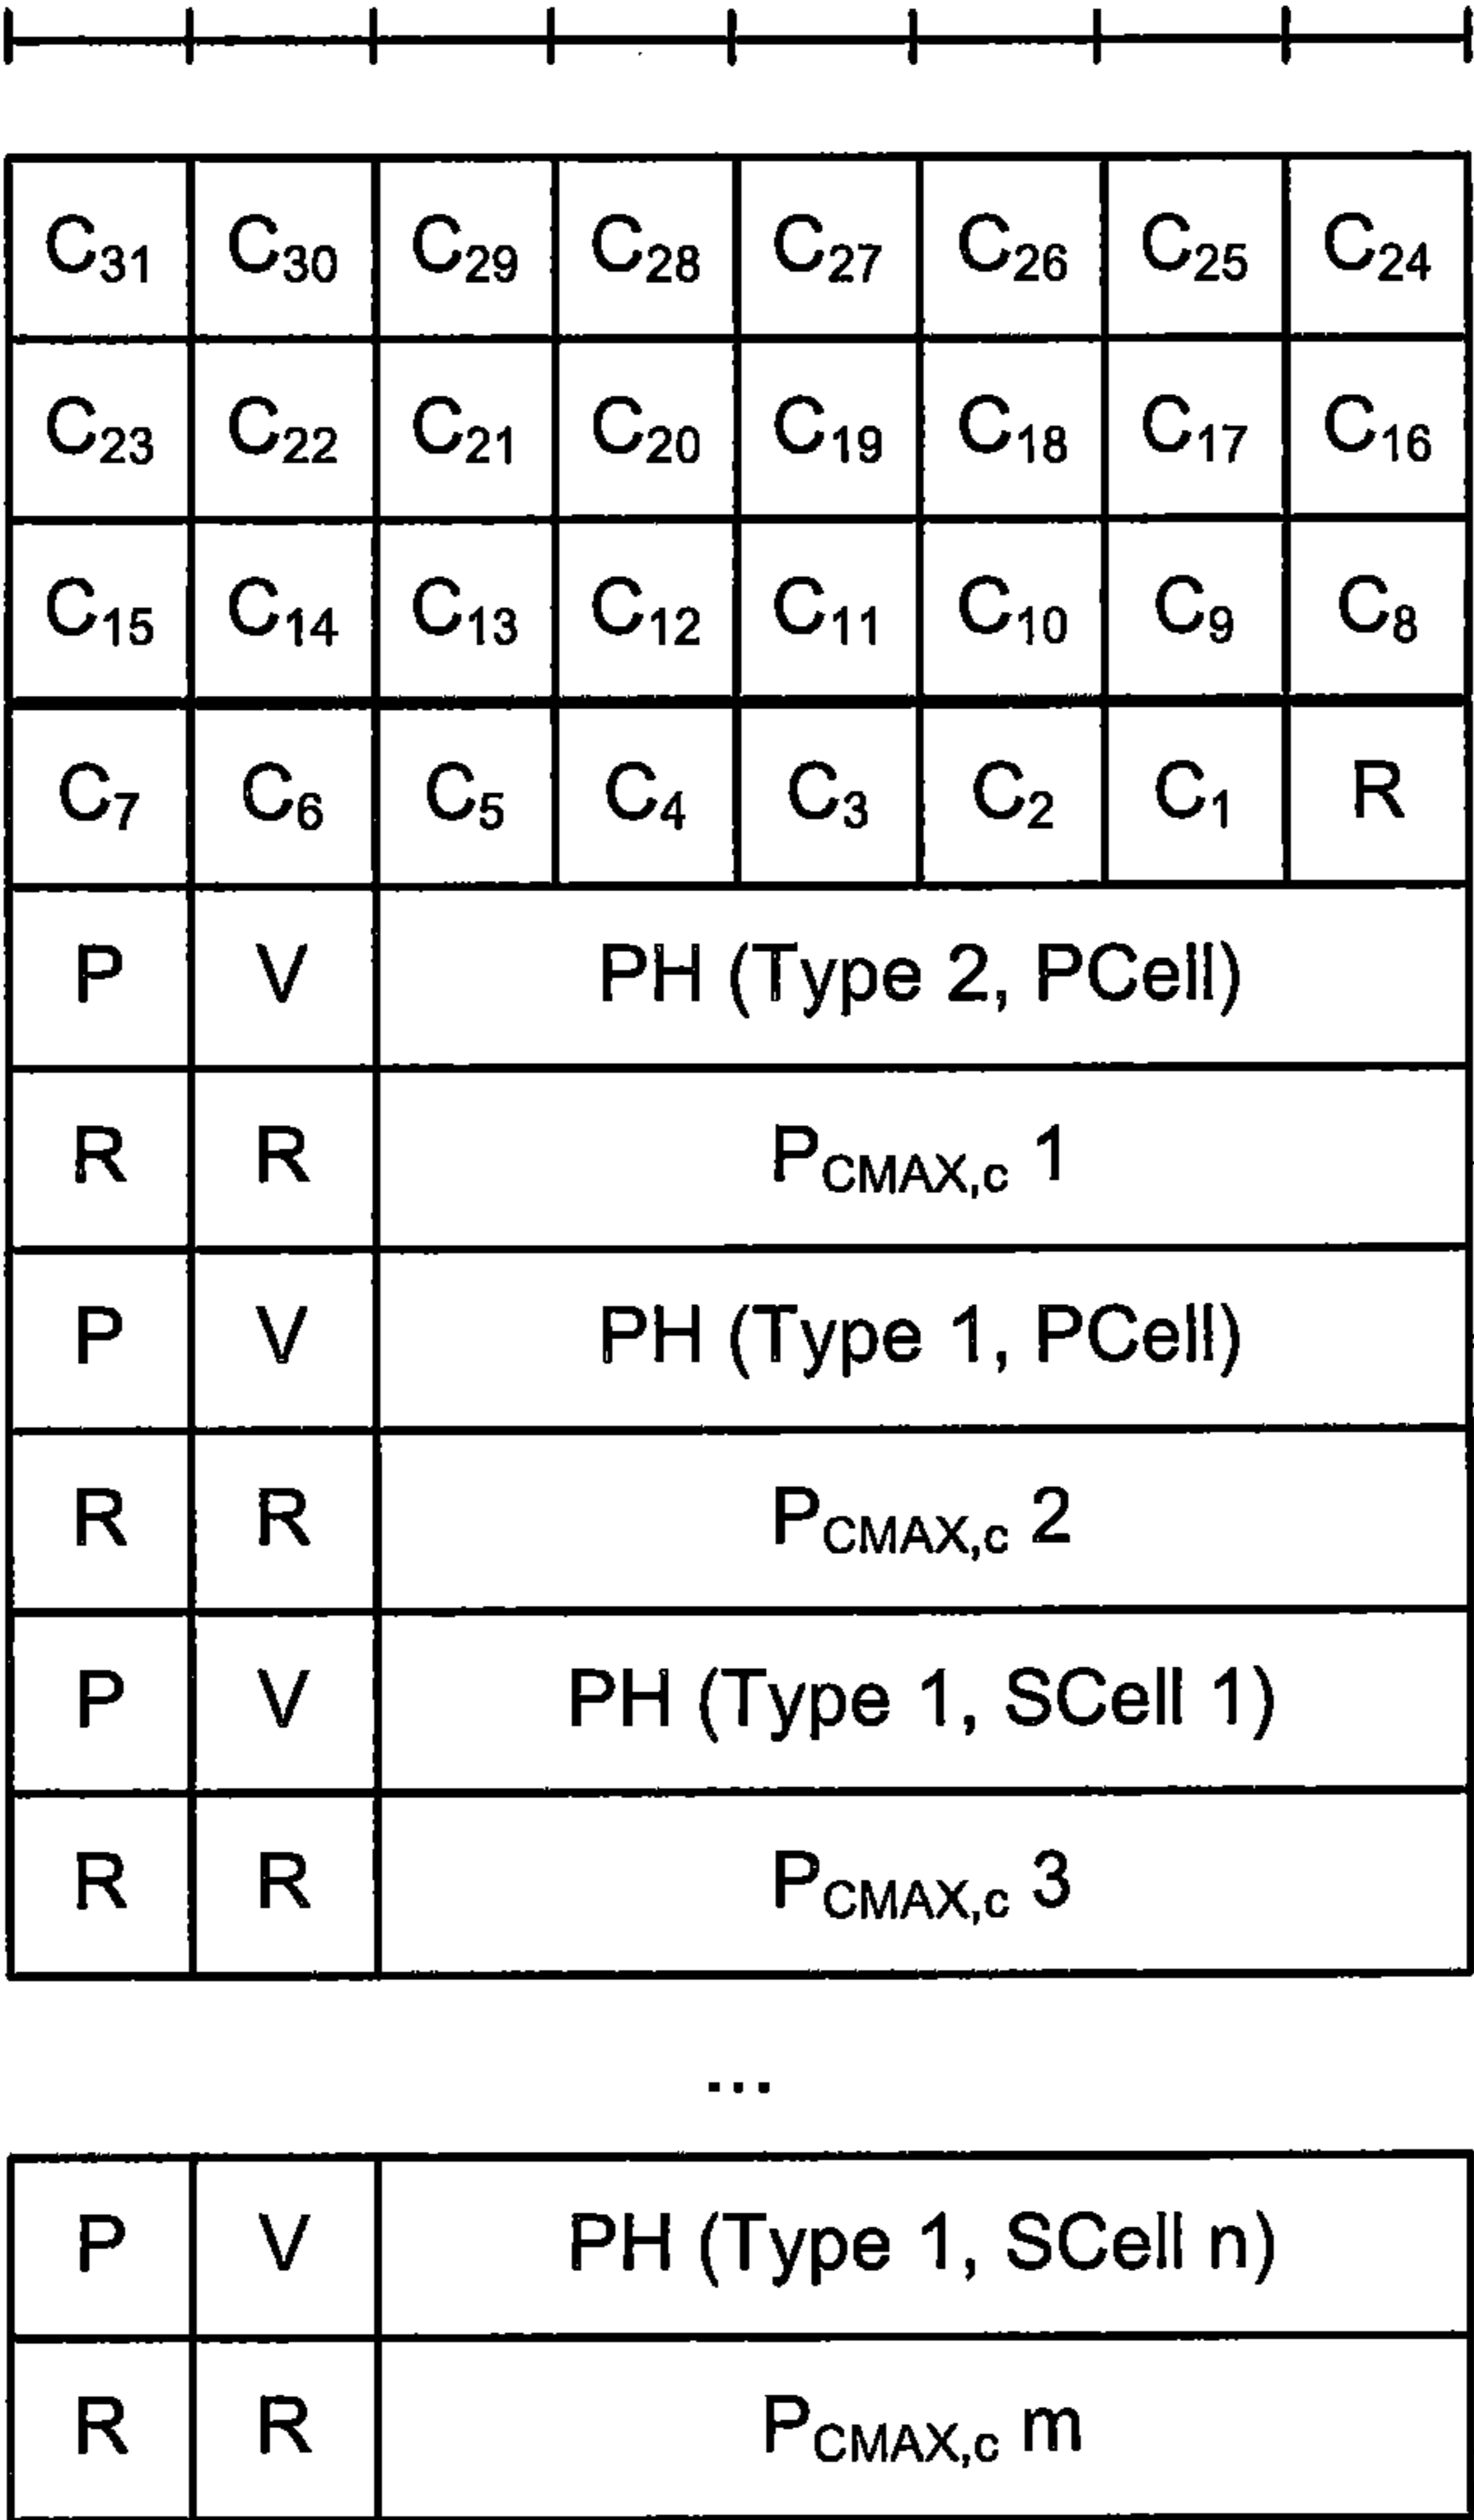 C31 C30 C29 C28 C27 C26 C25 C24
C23 C22 C21 C20 C19 C18 C17 C16
C15 C14 C13 C12 C11 C10 C9 C8
C7 C6 C5 C4 C3 C2 C1 R
P V PH (Type 2, PCell)
R R PCMAX,c 1
P V PH (Type 1, PCell)
R R PCMAX,c 2
P V PH (Type 1, SCell 1)
R R PCMAX,c 3
...
P V PH (Type 1, SCell n)
R R PCMAX,c m